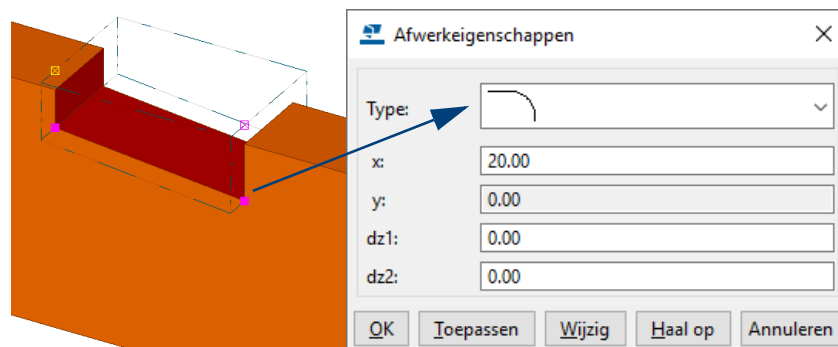 Afwerkeigenschappen
Type:
x: 20.00
y: 0.00
dz1: 0.00
dz2: 0.00
OK Toepassen Wijzig Haal op Annuleren